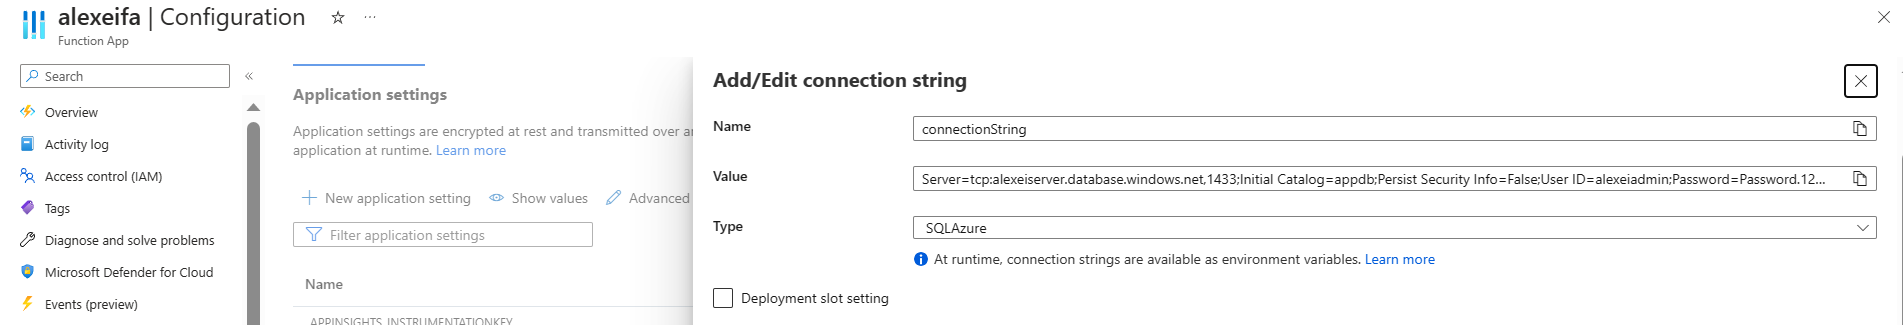 alexeifa | Configuration
Function App
Search
Overview
Activity log
Access control (IAM)
Tags
Diagnose and solve problems
Microsoft Defender for Cloud
Events (preview)
Application settings
Application settings are encrypted at rest and transmitted over
application at runtime. Learn more
New application setting
Show values
Advanced
Filter application settings
Name
APPINSIGHTS_INSTRUMENTATIONKEY
Add/Edit connection string
Name
connectionString
Value
Server=tcp:alexeiserver.database.windows.net,1433;Initial Catalog=appdb;Persist Security Info=False;User ID=alexeiadmin;Password=Password.12...
Type
SQLAzure
At runtime, connection strings are available as environment variables. Learn more
Deployment slot setting